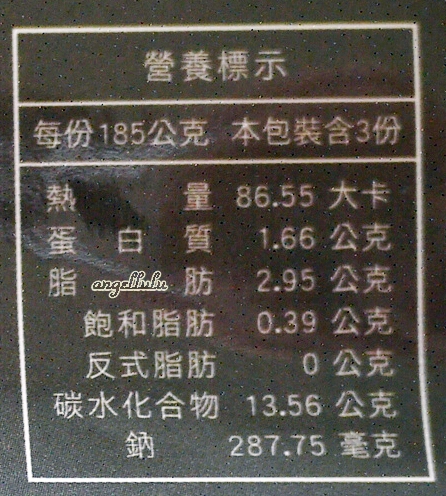 營養標示
每份185公克 本包裝含3份
熱量 86.55 大卡
蛋白質 1.66 公克
脂肪 2.95 公克
angellulu
飽和脂肪 0.39 公克
反式脂肪 0 公克
碳水化合物 13.56 公克
鈉 287.75 毫克